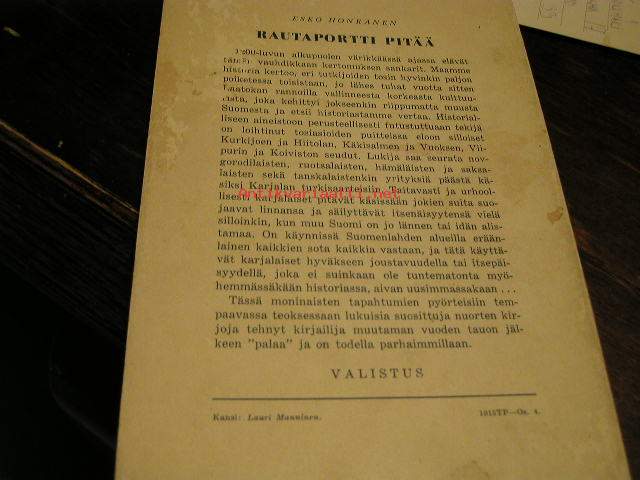 ESKO HONKANEN
RAUTAPORTTI PITÄÄ
-luvun alkupuolen värikkäässä ajassa elävät
tämän vauhdikkaan kertomuksen sankarit. Maamme
historia kertoo, eri tutkijoiden tosin hyvinkin paljon
poiketessa toisistaan, jo lähes tuhat vuotta sitten
Laatokan rannoilla vallinneesta korkeasta kulttuu-
rista, joka kehittyi jokseenkin riippumatta muusta
Suomesta ja etsii historiastamme vertaa. Historial-
liseen aineistoon perusteellisesti tutustuttuaan tekijä
on loihtinut tosiasioiden puitteissa eloon silloiset
Kurkijoen ja Hiitolan, Käkisalmen ja Vuoksen, Vii-
purin ja Koiviston seudut. Lukija saa seurata nov-
gorodilaisten, ruotsalaisten, hämäläisten ja saksa-
laisten sekä tanskalaistenkin yrityksiä päästä kä-
siksi Karjalan turkisaarteisiin. Taitavasti ja urhool-
lisesti karjalaiset pitävät käsissään jokien suita suo-
jaavat linnansa ja säilyttävät itsenäisyytensä vielä
silloinkin, kun muu Suomi on jo lännen tai idän alis-
tamaa. On käynnissä Suomenlahden alueilla erään-
lainen kaikkien sota kaikkia vastaan, ja tätä käyttä-
vät karjalaiset hyväkseen joustavuudella tai itsepäi-
syydellä, joka ei suinkaan ole tuntematonta myö-
hemmässäkään historiassa, aivan uusimmassakaan ...
Tässä moninaisten tapahtumien pyörteisiin tem-
paavassa teoksessaan lukuisia suosittuja nuorten kir-
joja tehnyt kirjailija muutaman vuoden tauon jäl-
keen "palaa" ja on todella parhaimmillaan.
VALISTUS
Kansi: Lauri Manninen. 1015TP—Os. 4.
antikvariaatti.net